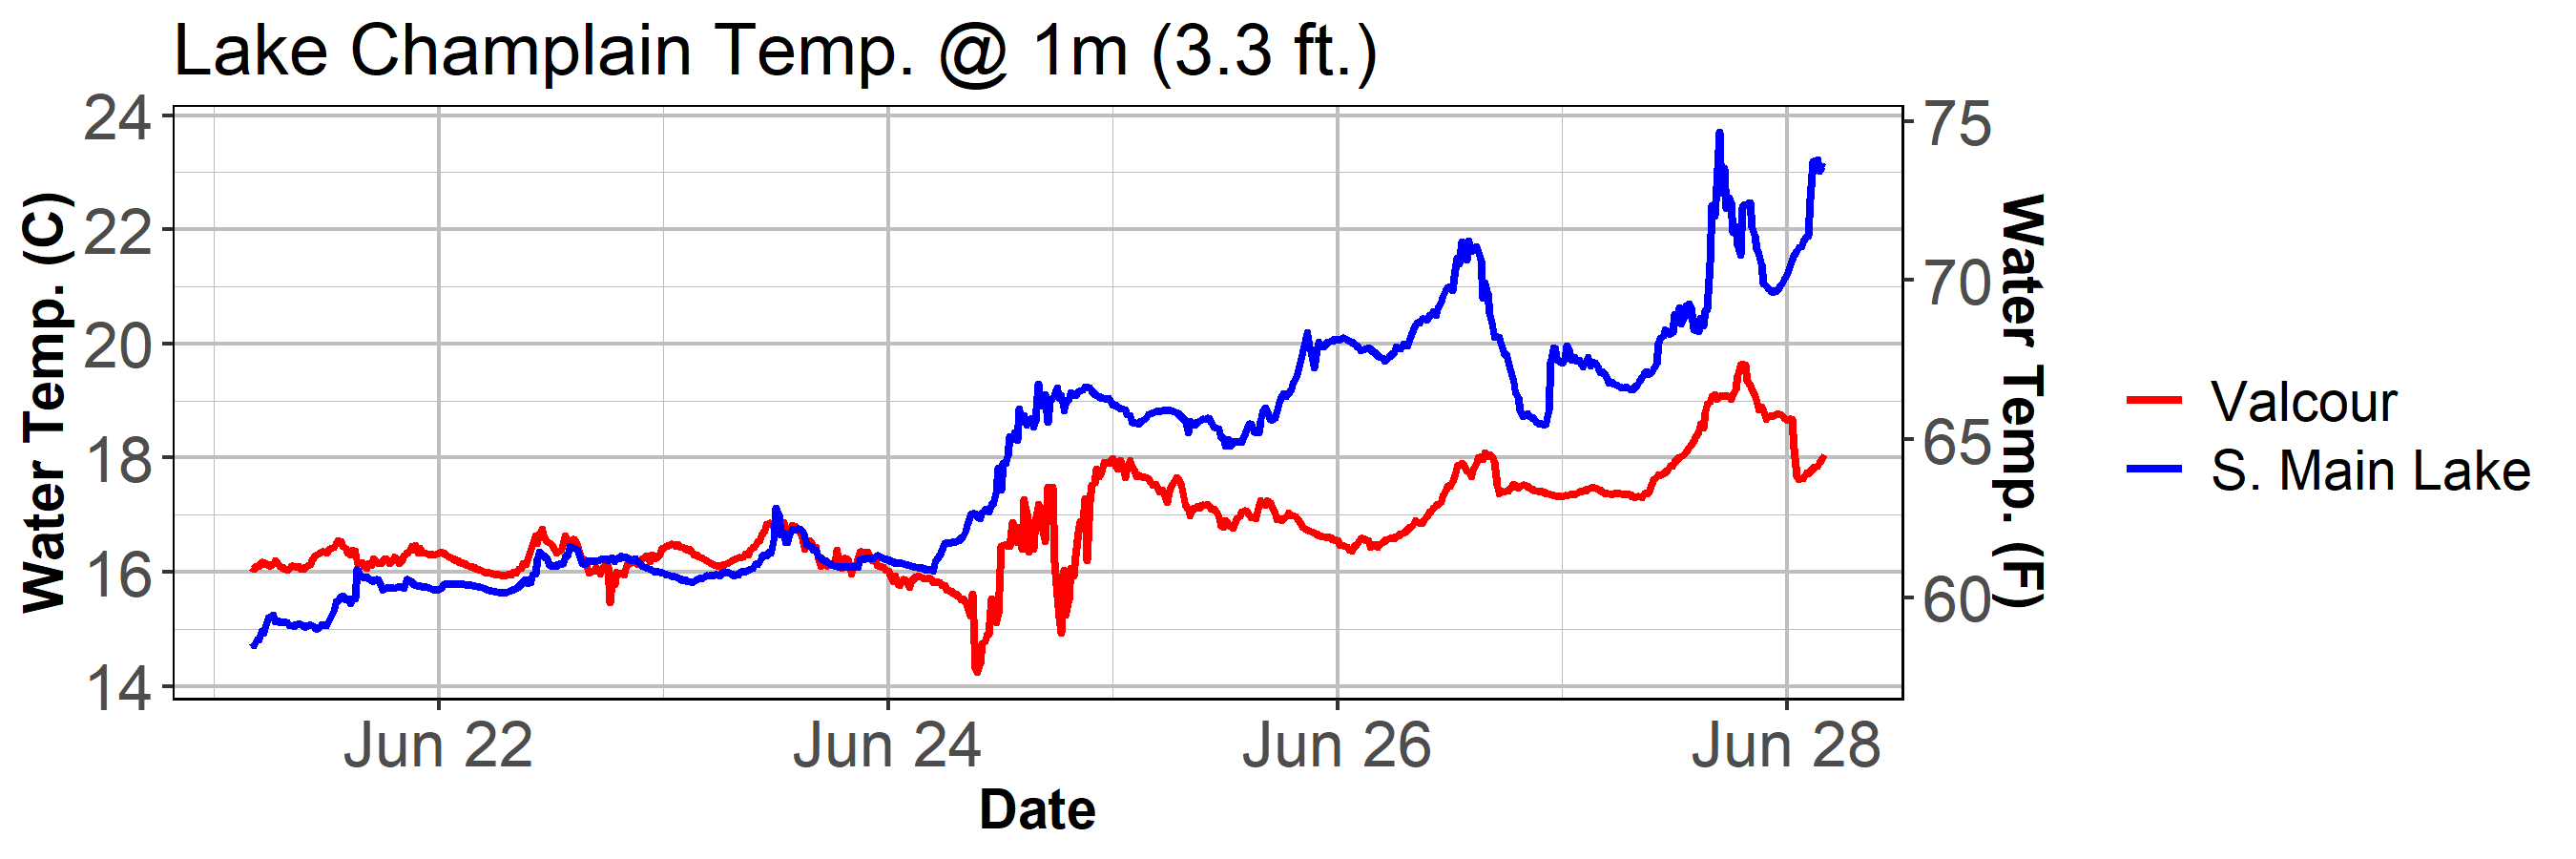 Lake Champlain Temp. @ 1m (3.3 ft.)
Water Temp. (C)
24
22
20
18
16
14
75
70
65
60
Water Temp. (F)
Jun 22
Jun 24
Jun 26
Jun 28
Date
Valcour
S. Main Lake